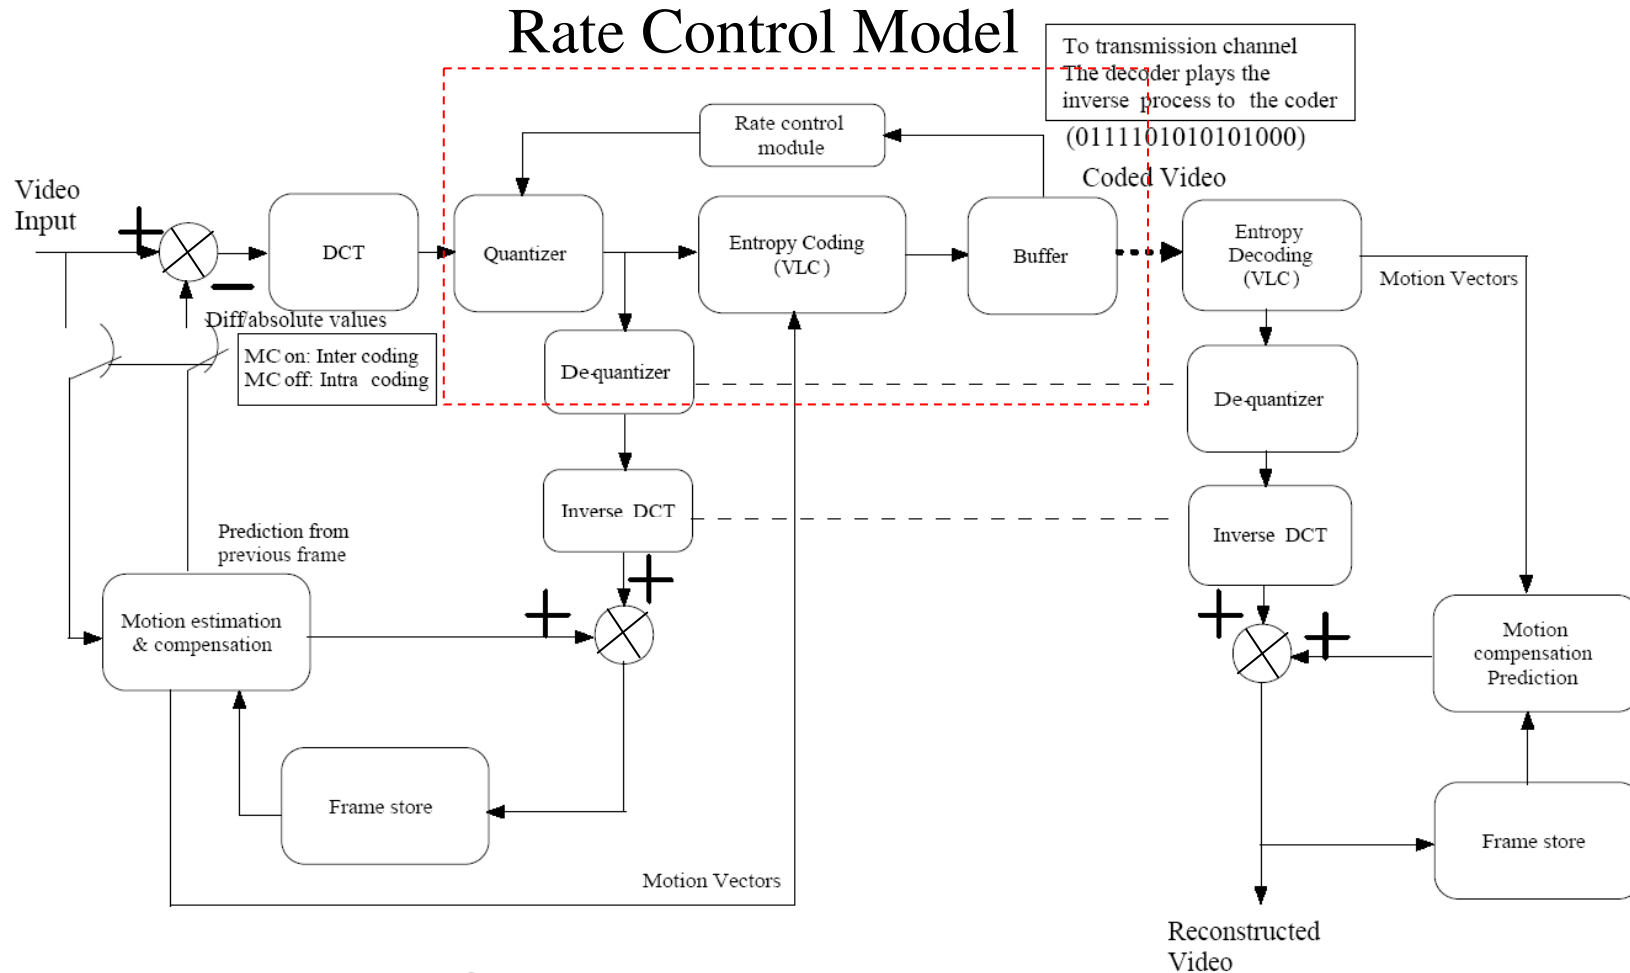 Rate Control Model
To transmission channel
The decoder plays the
inverse process to the coder
(0111101010101000)
Coded Video
Rate control
module
Video
Input
DCT
Quantizer
Entropy Coding
(VLC)
Buffer
Entropy
Decoding
(VLC)
Motion Vectors
Diff/absolute values
MC on: Inter coding
MC off: Intra coding
De-quantizer
De-quantizer
Inverse DCT
Inverse DCT
Prediction from
previous frame
Motion estimation
& compensation
Motion
compensation
Prediction
Frame store
Frame store
Motion Vectors
Reconstructed
Video